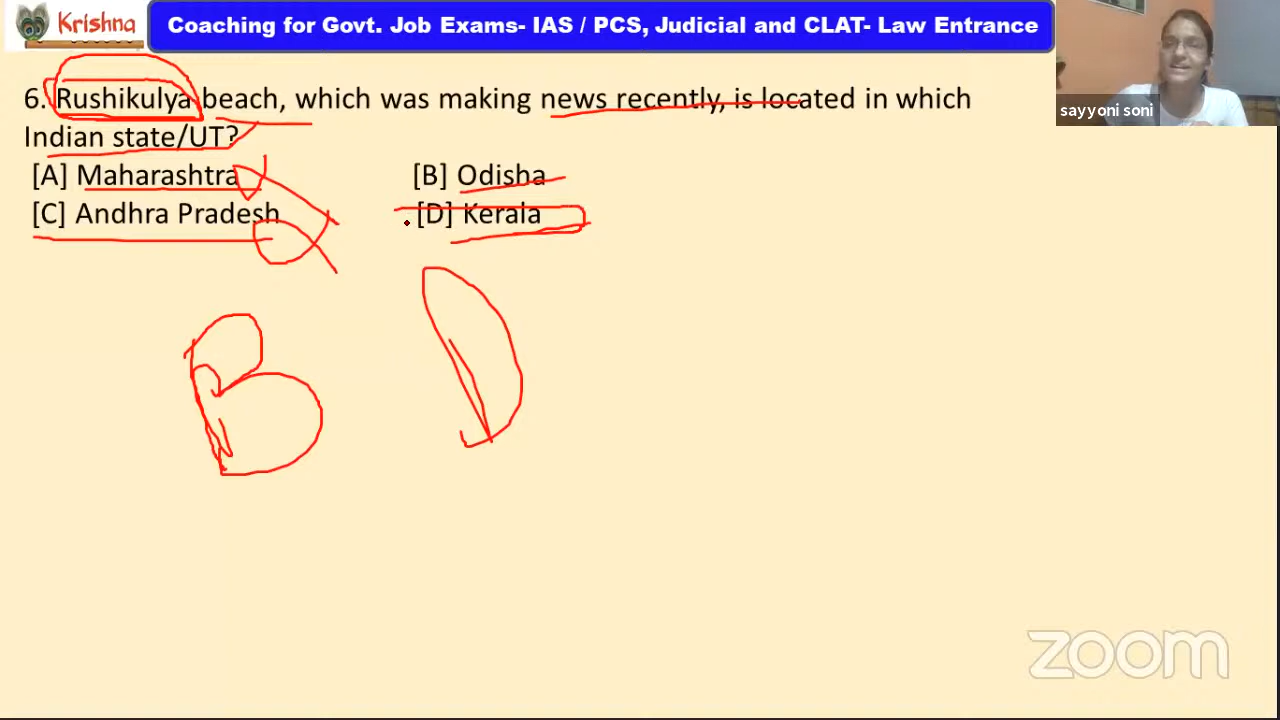 Krishna
Coaching for Govt. Job Exams- IAS / PCS, Judicial and CLAT- Law Entrance
sayyoni soni
6. Rushikulya beach, which was making news recently, is located in which
Indian state/UT?
[A] Maharashtra [B] Odisha
[C] Andhra Pradesh [D] Kerala
B D
zoom